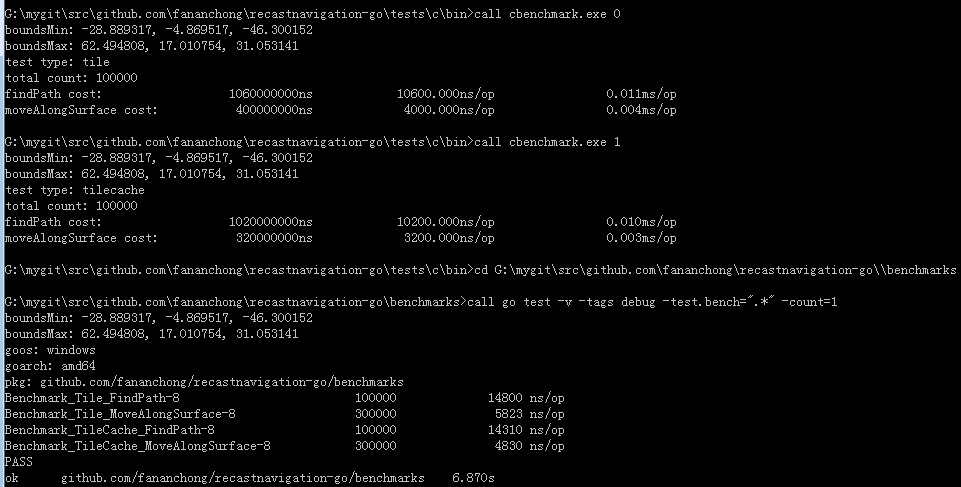 G:\mygit\src\github.com\fananchong\recastnavigation-go\tests\c\bin>call cbenchmark.exe 0
boundsMin: -28.889317, -4.869517, -46.300152
boundsMax: 62.494808, 17.010754, 31.053141
test type: tile
total count: 100000
findPath cost: 1060000000ns 10600.000ns/op 0.011ms/op
moveAlongSurface cost: 400000000ns 4000.000ns/op 0.004ms/op
G:\mygit\src\github.com\fananchong\recastnavigation-go\tests\c\bin>call cbenchmark.exe 1
boundsMin: -28.889317, -4.869517, -46.300152
boundsMax: 62.494808, 17.010754, 31.053141
test type: tilecache
total count: 100000
findPath cost: 1020000000ns 10200.000ns/op 0.010ms/op
moveAlongSurface cost: 320000000ns 3200.000ns/op 0.003ms/op
G:\mygit\src\github.com\fananchong\recastnavigation-go\tests\c\bin>cd G:\mygit\src\github.com\fananchong\recastnavigation-go\\benchmarks
G:\mygit\src\github.com\fananchong\recastnavigation-go\benchmarks>call go test -v -tags debug -test.bench=".*" -count=1
boundsMin: -28.889317, -4.869517, -46.300152
boundsMax: 62.494808, 17.010754, 31.053141
goos: windows
goarch: amd64
pkg: github.com/fananchong/recastnavigation-go/benchmarks
Benchmark_Tile_FindPath-8 100000 14800 ns/op
Benchmark_Tile_MoveAlongSurface-8 300000 5823 ns/op
Benchmark_TileCache_FindPath-8 100000 14310 ns/op
Benchmark_TileCache_MoveAlongSurface-8 300000 4830 ns/op
PASS
ok github.com/fananchong/recastnavigation-go/benchmarks 6.870s